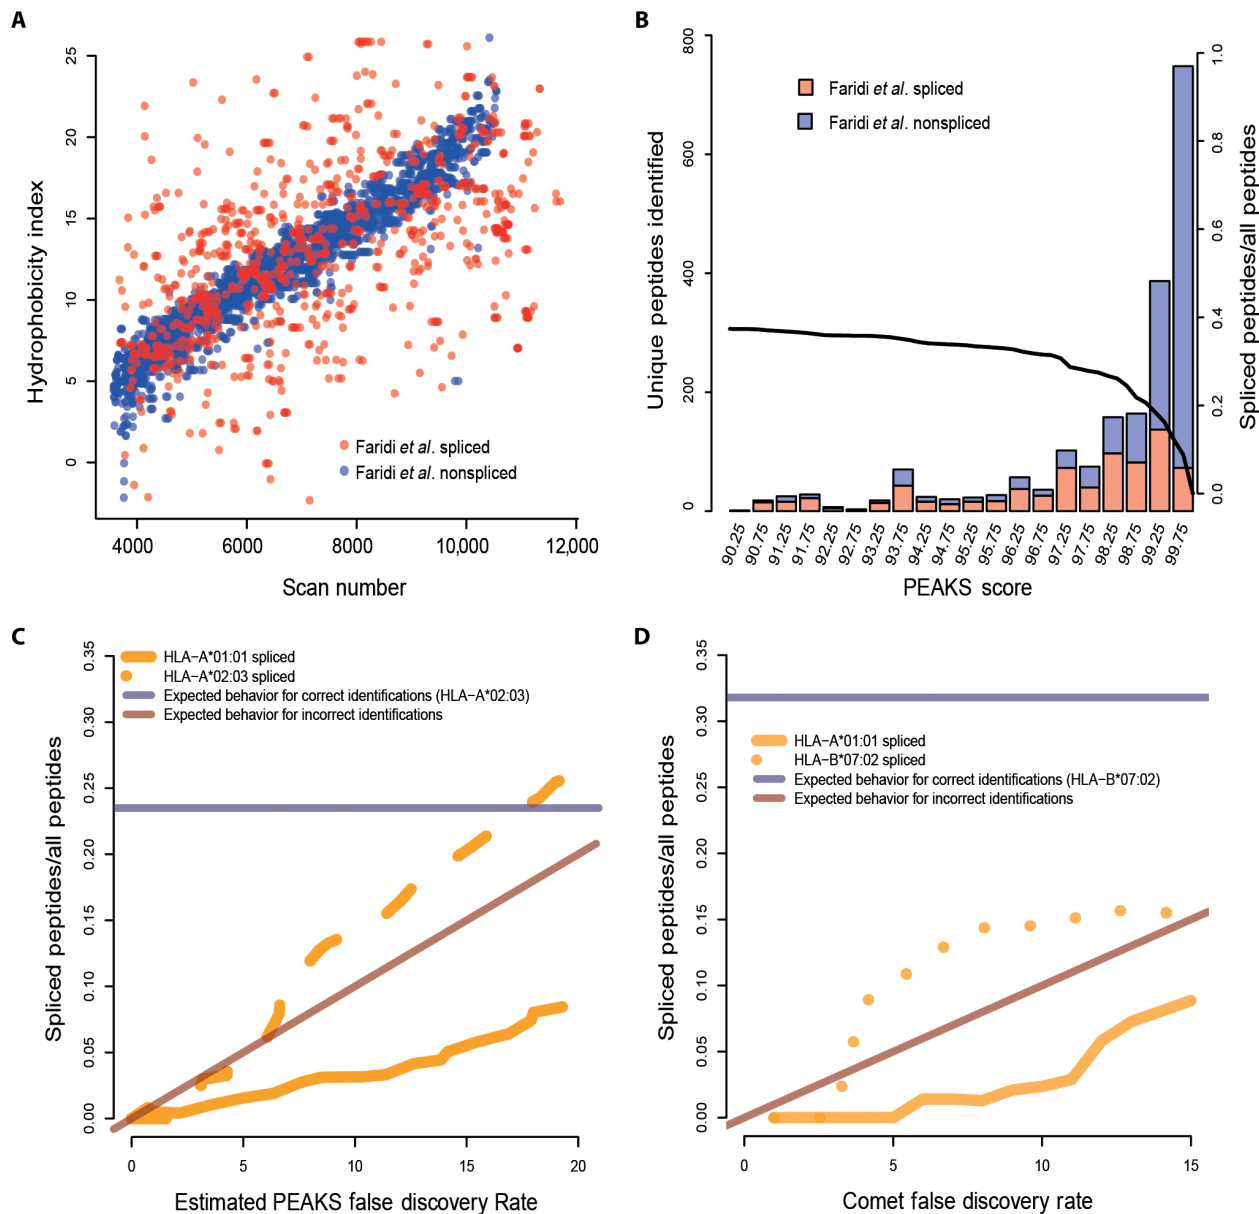 A
Hydrophobicity index
25
20
15
10
5
0
Faridi et al. spliced
Faridi et al. nonspliced
4000
6000
8000
10,000
12,000
Scan number
B
Unique peptides identified
800
600
400
200
0
Faridi et al. spliced
Faridi et al. nonspliced
1.0
0.8
0.6
0.4
0.2
0.0
Spliced peptides/all peptides
90.25
90.75
91.25
91.75
92.25
92.75
93.25
93.75
94.25
94.75
95.25
95.75
96.25
96.75
97.25
97.75
98.25
98.75
99.25
99.75
PEAKS score
C
Spliced peptides/all peptides
0.35
0.30
0.25
0.20
0.15
0.10
0.05
0.00
HLA−A*01:01 spliced
HLA−A*02:03 spliced
Expected behavior for correct identifications (HLA−A*02:03)
Expected behavior for incorrect identifications
0
5
10
15
20
Estimated PEAKS false discovery Rate
D
Spliced peptides/all peptides
0.35
0.30
0.25
0.20
0.15
0.10
0.05
0.00
HLA−A*01:01 spliced
HLA−B*07:02 spliced
Expected behavior for correct identifications (HLA−B*07:02)
Expected behavior for incorrect identifications
0
5
10
15
Comet false discovery rate